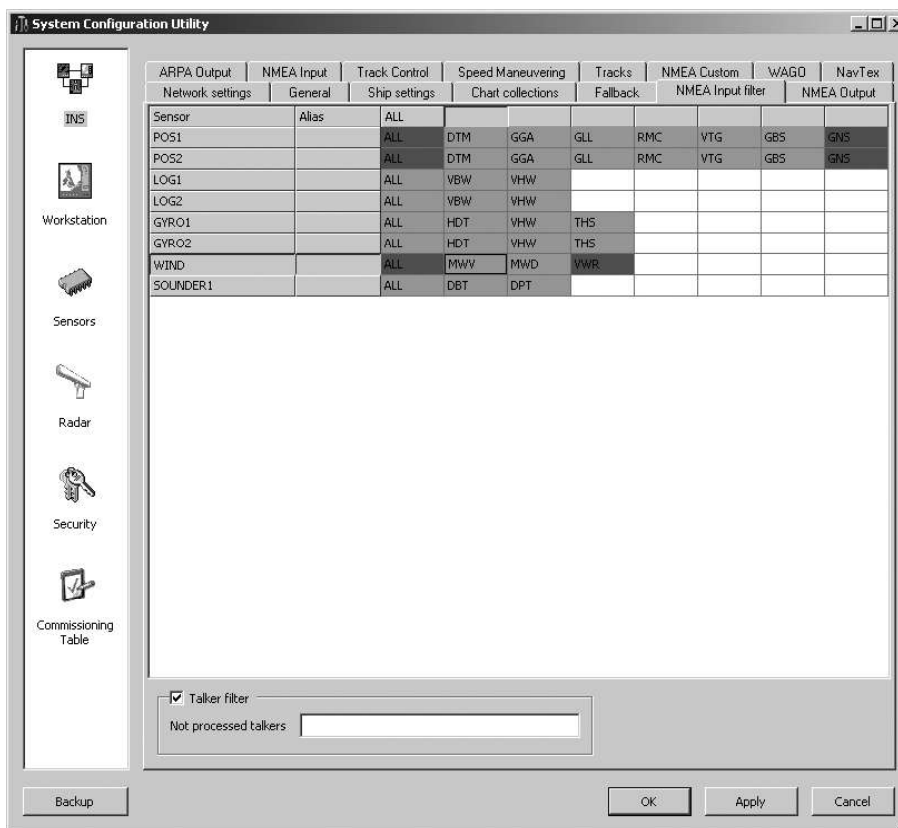 System Configuration Utility
INS
Workstation
Sensors
Radar
Security
Commissioning
Table
ARPA Output NMEA Input Track Control Speed Maneuvering Tracks NMEA Custom WAGO NavTex
Network settings General Ship settings Chart collections Fallback NMEA Input filter NMEA Output
Sensor Alias ALL
POS1 ALL DTM GGA GLL RMC VTG GBS GNS
POS2 ALL DTM GGA GLL RMC VTG GBS GNS
LOG1 ALL VBW VHW
LOG2 ALL VBW VHW
GYRO1 ALL HDT VHW THS
GYRO2 ALL HDT VHW THS
WIND ALL MWV MWD VWR
SOUNDER1 ALL DBT DPT
Talker filter
Not processed talkers
Backup OK Apply Cancel